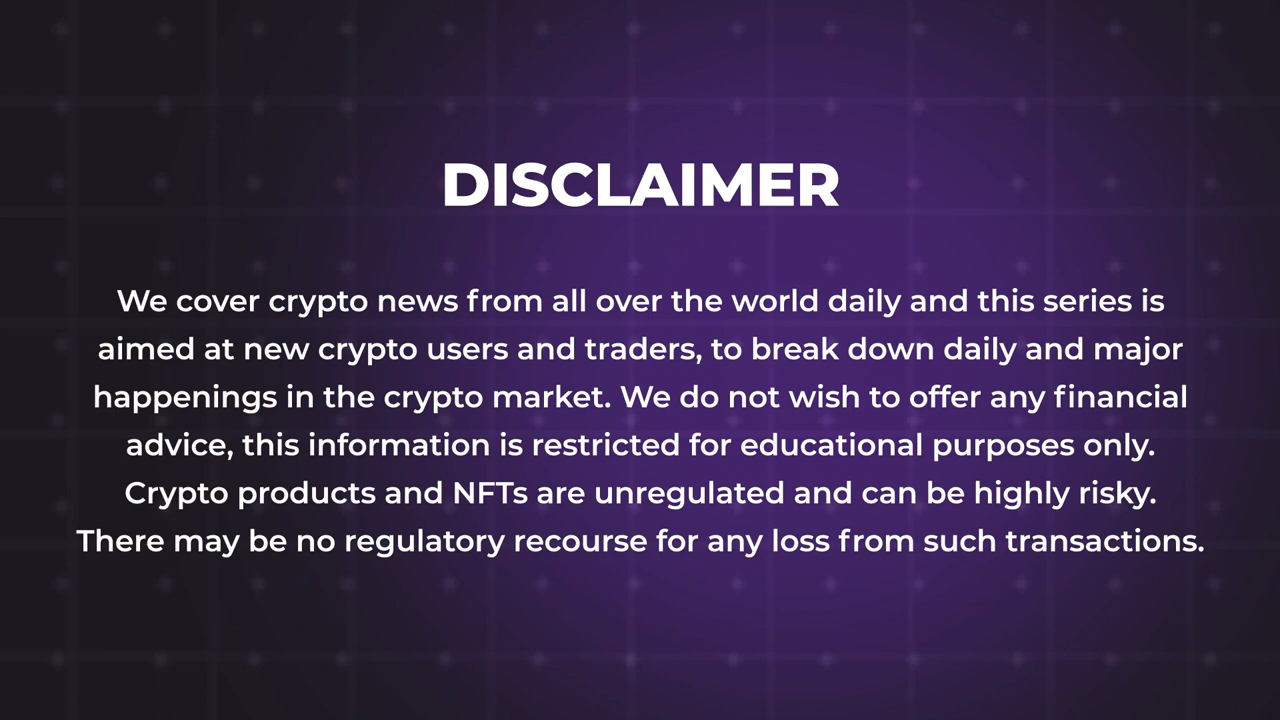 DISCLAIMER
We cover crypto news from all over the world daily and this series is
aimed at new crypto users and traders, to break down daily and major
happenings in the crypto market. We do not wish to offer any financial
advice, this information is restricted for educational purposes only.
Crypto products and NFTs are unregulated and can be highly risky.
There may be no regulatory recourse for any loss from such transactions.